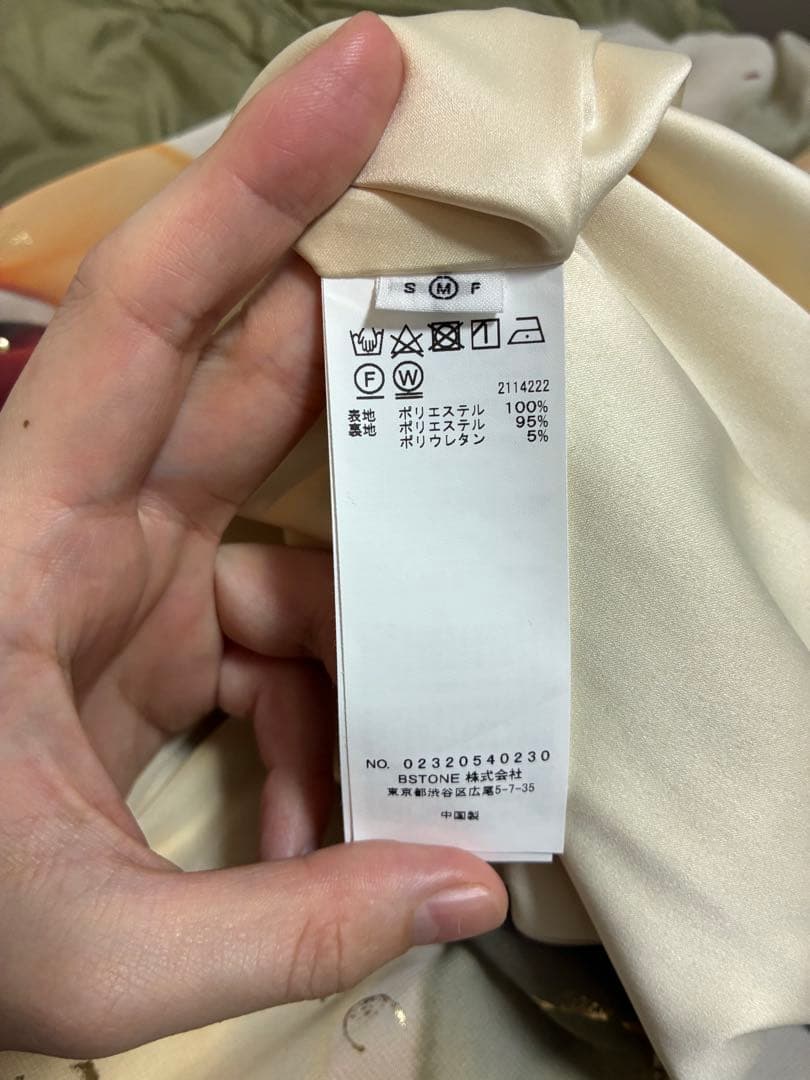 S M F
F W
2114222
表地 ポリエステル 100%
裏地 ポリエステル 95%
ポリウレタン 5%
NO. 02320540230
BSTONE 株式会社
東京都渋谷区広尾5-7-35
中国製